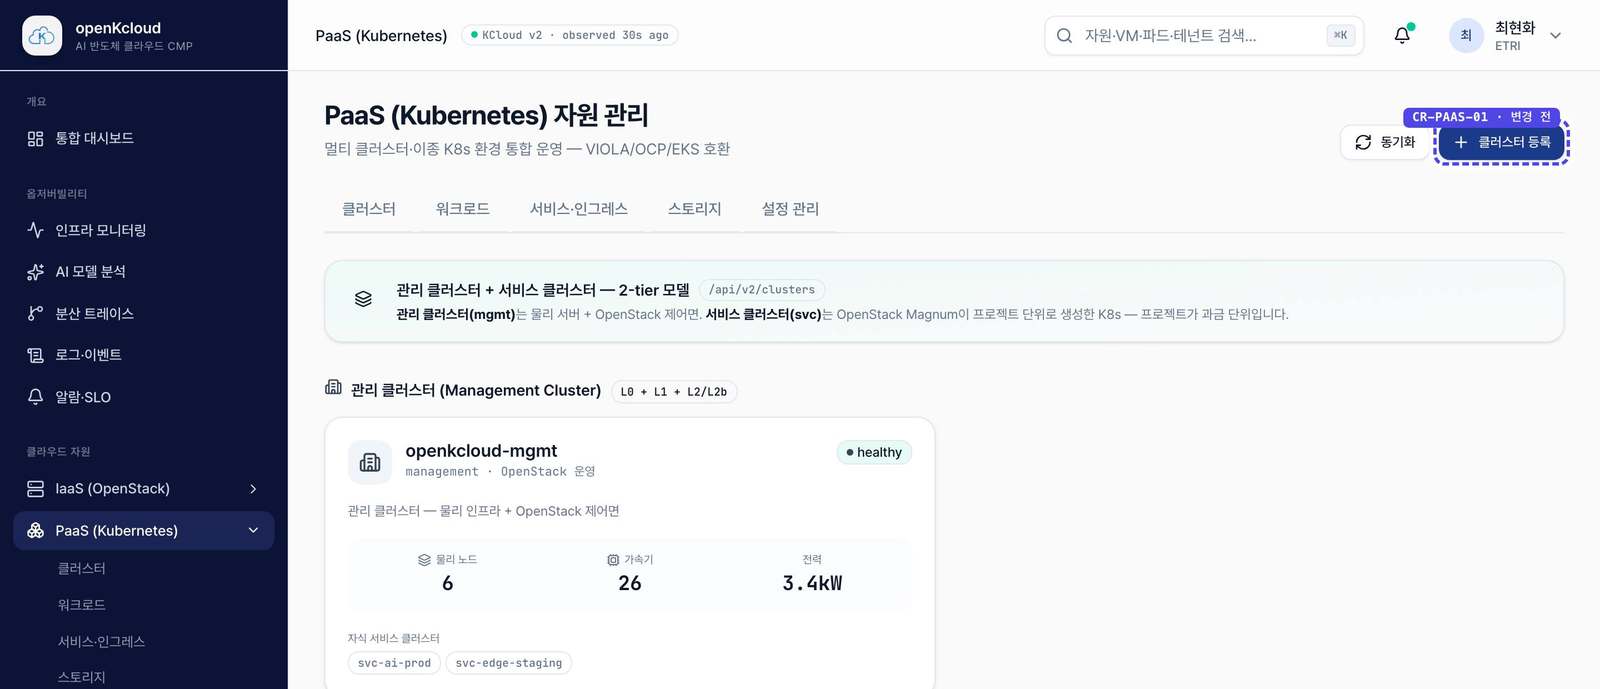 openKcloud
AI 반도체 클라우드 CMP
개요
통합 대시보드
옵저버빌리티
인프라 모니터링
AI 모델 분석
분산 트레이스
로그·이벤트
알람·SLO
클라우드 자원
IaaS (OpenStack)
PaaS (Kubernetes)
클러스터
워크로드
서비스·인그레스
스토리지
PaaS (Kubernetes)
KCloud v2 · observed 30s ago
자원·VM·파드·테넌트 검색...
⌘K
최
최현화
ETRI
PaaS (Kubernetes) 자원 관리
멀티 클러스터·이종 K8s 환경 통합 운영 — VIOLA/OCP/EKS 호환
CR-PAAS-01 · 변경 전
동기화
클러스터 등록
클러스터
워크로드
서비스·인그레스
스토리지
설정 관리
관리 클러스터 + 서비스 클러스터 — 2-tier 모델 /api/v2/clusters
관리 클러스터(mgmt)는 물리 서버 + OpenStack 제어면. 서비스 클러스터(svc)는 OpenStack Magnum이 프로젝트 단위로 생성한 K8s — 프로젝트가 과금 단위입니다.
관리 클러스터 (Management Cluster) L0 + L1 + L2/L2b
openkcloud-mgmt
healthy
management · OpenStack 운영
관리 클러스터 — 물리 인프라 + OpenStack 제어면
물리 노드
6
가속기
26
전력
3.4kW
자식 서비스 클러스터
svc-ai-prod
svc-edge-staging